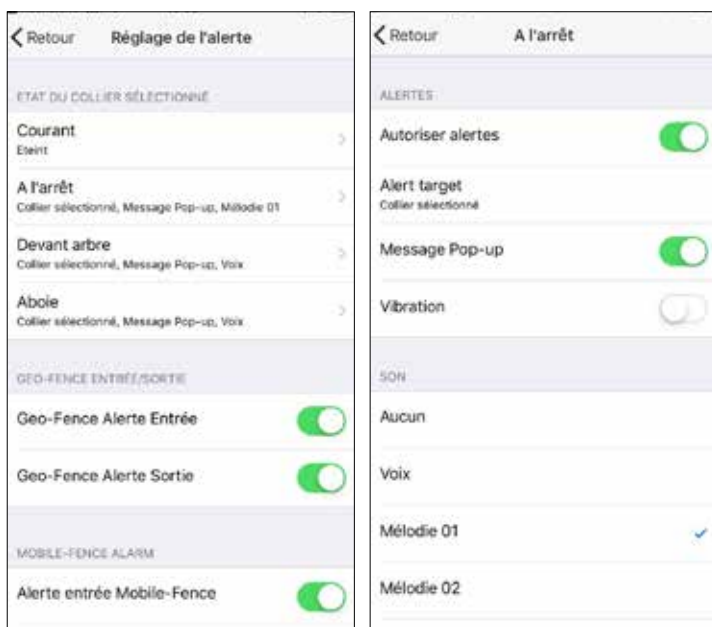 Retour
Réglage de l'alerte
ETAT DU COLLIER SÉLECTIONNÉ
Courant
Eteint
A l'arrêt
Collier sélectionné, Message Pop-up, Mélodie 01
Devant arbre
Collier sélectionné, Message Pop-up, Voix
Aboie
Collier sélectionné, Message Pop-up, Voix
GEO-FENCE ENTRÉE/SORTIE
Geo-Fence Alerte Entrée
Geo-Fence Alerte Sortie
MOBILE-FENCE ALARM
Alerte entrée Mobile-Fence
Retour
A l'arrêt
ALERTES
Autoriser alertes
Alert target
Collier sélectionné
Message Pop-up
Vibration
SON
Aucun
Voix
Mélodie 01
Mélodie 02